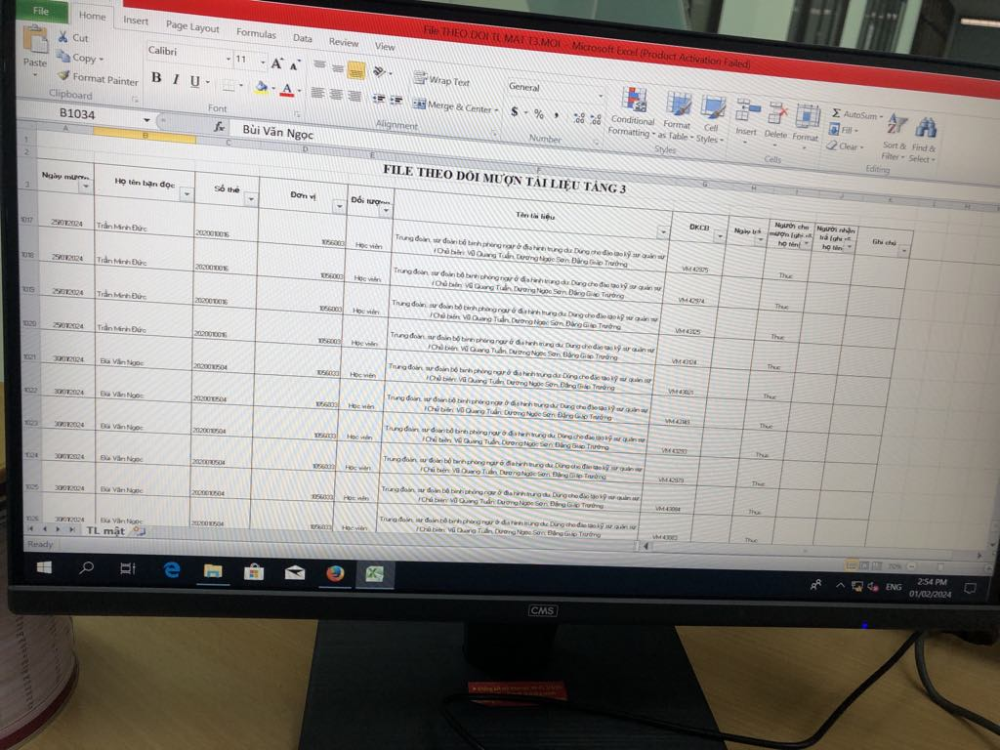 File THEO DOI TL MAT T3.MOI - Microsoft Excel (Product Activation Failed)
File Home Insert Page Layout Formulas Data Review View
Paste
Cut
Copy
Format Painter
Clipboard
Calibri 11 A A
B I U A
Font
Wrap Text
Merge & Center
Alignment
General
$ % ,
Number
Conditional Formatting
Format as Table
Cell Styles
Styles
Insert Delete Format
Cells
AutoSum
Fill
Clear
Sort & Filter
Find & Select
Editing
B1034 fx Bùi Văn Ngọc
A B C D E F G H
FILE THEO DÕI MƯỢN TÀI LIỆU TẦNG 3
Ngày mượn Họ tên bạn đọc Số thẻ Đơn vị Đối tượng Tên tài liệu ĐKCB Ngày trả Người cho mượn (ghi rõ họ tên) Người nhận trả (ghi rõ họ tên) Ghi chú
1017 25/01/2024 Trần Minh Đức 2020010016 1056003 Học viên Trung đoàn, sư đoàn bộ binh phòng ngự ở địa hình trung du: Dùng cho đào tạo kỹ sư quân sự
/ Chủ biên: Vũ Quang Tuấn, Dương Ngọc Sơn, Đặng Giáp Trường VM 42975 Thuc
1018 25/01/2024 Trần Minh Đức 2020010016 1056003 Học viên Trung đoàn, sư đoàn bộ binh phòng ngự ở địa hình trung du: Dùng cho đào tạo kỹ sư quân sự
/ Chủ biên: Vũ Quang Tuấn, Dương Ngọc Sơn, Đặng Giáp Trường VM 42974 Thuc
1019 25/01/2024 Trần Minh Đức 2020010016 1056003 Học viên Trung đoàn, sư đoàn bộ binh phòng ngự ở địa hình trung du: Dùng cho đào tạo kỹ sư quân sự
/ Chủ biên: Vũ Quang Tuấn, Dương Ngọc Sơn, Đặng Giáp Trường VM 43125 Thuc
1020 25/01/2024 Trần Minh Đức 2020010016 1056003 Học viên Trung đoàn, sư đoàn bộ binh phòng ngự ở địa hình trung du: Dùng cho đào tạo kỹ sư quân sự
/ Chủ biên: Vũ Quang Tuấn, Dương Ngọc Sơn, Đặng Giáp Trường VM 43124 Thuc
1021 30/01/2024 Bùi Văn Ngọc 2020010504 1056033 Học viên Trung đoàn, sư đoàn bộ binh phòng ngự ở địa hình trung du: Dùng cho đào tạo kỹ sư quân sự
/ Chủ biên: Vũ Quang Tuấn, Dương Ngọc Sơn, Đặng Giáp Trường Thuc
1022 30/01/2024 Bùi Văn Ngọc 2020010504 1056033 Học viên Trung đoàn, sư đoàn bộ binh phòng ngự ở địa hình trung du: Dùng cho đào tạo kỹ sư quân sự
/ Chủ biên: Vũ Quang Tuấn, Dương Ngọc Sơn, Đặng Giáp Trường Thuc
1023 30/01/2024 Bùi Văn Ngọc 2020010504 1056033 Học viên Trung đoàn, sư đoàn bộ binh phòng ngự ở địa hình trung du: Dùng cho đào tạo kỹ sư quân sự
/ Chủ biên: Vũ Quang Tuấn, Dương Ngọc Sơn, Đặng Giáp Trường Thuc
1024 30/01/2024 Bùi Văn Ngọc 2020010504 1056033 Học viên Trung đoàn, sư đoàn bộ binh phòng ngự ở địa hình trung du: Dùng cho đào tạo kỹ sư quân sự
/ Chủ biên: Vũ Quang Tuấn, Dương Ngọc Sơn, Đặng Giáp Trường VM 42979 Thuc
1025 30/01/2024 Bùi Văn Ngọc 2020010504 1056033 Học viên Trung đoàn, sư đoàn bộ binh phòng ngự ở địa hình trung du: Dùng cho đào tạo kỹ sư quân sự
/ Chủ biên: Vũ Quang Tuấn, Dương Ngọc Sơn, Đặng Giáp Trường Thuc
1026 30/01/2024 Bùi Văn Ngọc 2020010504 1056033 Học viên Trung đoàn, sư đoàn bộ binh phòng ngự ở địa hình trung du: Dùng cho đào tạo kỹ sư quân sự
/ Chủ biên: Vũ Quang Tuấn, Dương Ngọc Sơn, Đặng Giáp Trường Thuc
TL mật
Ready 70%
ENG 2:54 PM
01/02/2024
CMS